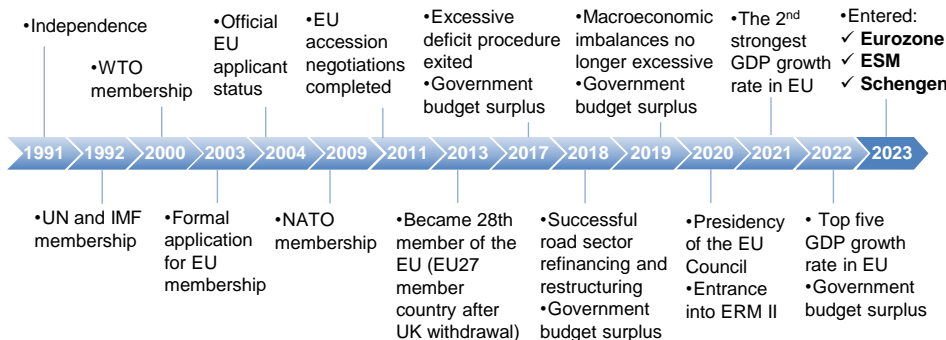 •Independence
•WTO
membership
•Official
EU
applicant
status
•EU
accession
negotiations
completed
•Excessive
deficit procedure
exited
•Government
budget surplus
•Macroeconomic
imbalances no
longer excessive
•Government
budget surplus
•The 2nd
strongest
GDP growth
rate in EU
•Entered:
✓ Eurozone
✓ ESM
✓ Schengen
1991 1992 2000 2003 2004 2009 2011 2013 2017 2018 2019 2020 2021 2022 2023
•UN and IMF
membership
•Formal
application
for EU
membership
•NATO
membership
•Became 28th
member of the
EU (EU27
member
country after
UK withdrawal)
•Successful
road sector
refinancing and
restructuring
•Government
budget surplus
•Presidency
of the EU
Council
•Entrance
into ERM II
• Top five
GDP growth
rate in EU
•Government
budget surplus